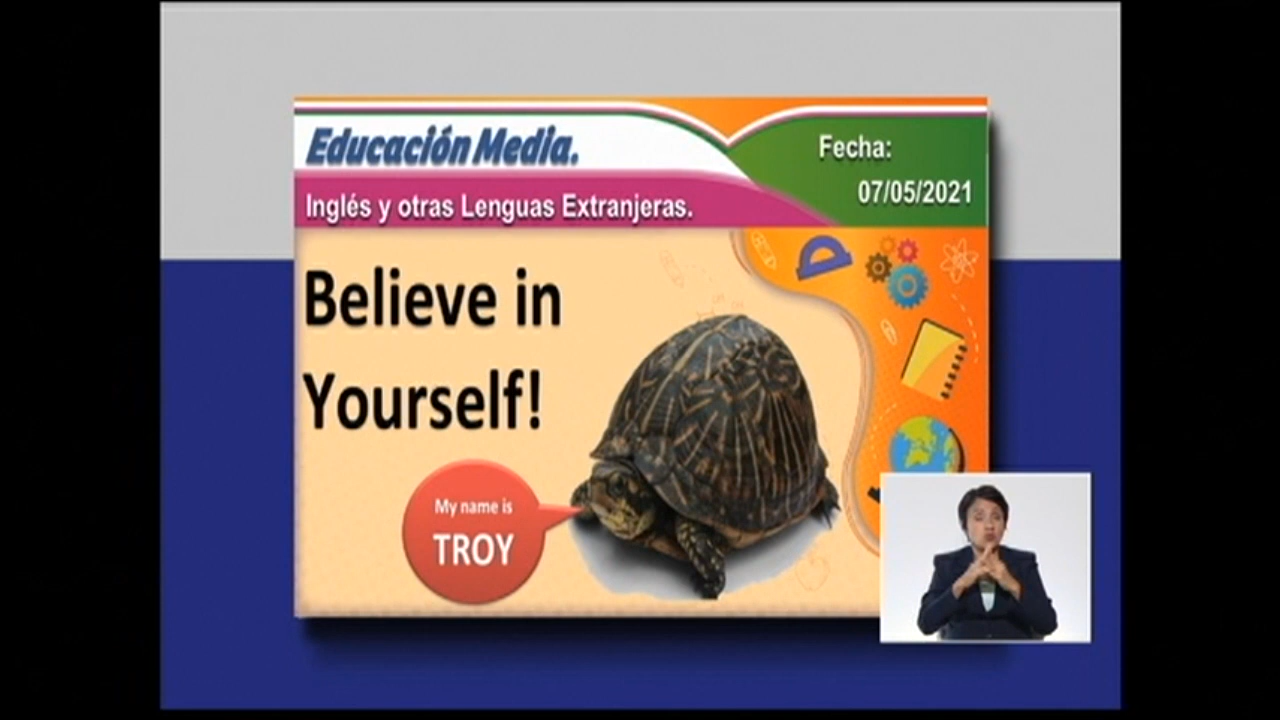 Educación Media.
Fecha:
07/05/2021
Inglés y otras Lenguas Extranjeras.
Believe in
Yourself!
My name is
TROY